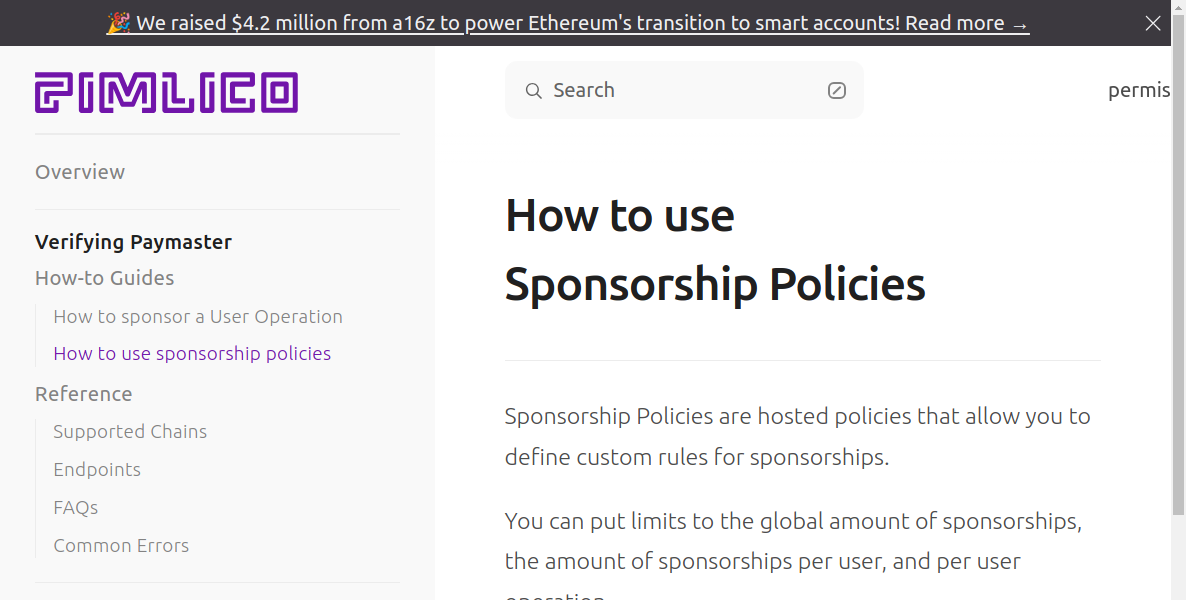 🎉 We raised $4.2 million from a16z to power Ethereum's transition to smart accounts! Read more →
PIMLICO
Search
permis
Overview
Verifying Paymaster
How-to Guides
How to sponsor a User Operation
How to use sponsorship policies
Reference
Supported Chains
Endpoints
FAQs
Common Errors
How to use
Sponsorship Policies
Sponsorship Policies are hosted policies that allow you to
define custom rules for sponsorships.
You can put limits to the global amount of sponsorships,
the amount of sponsorships per user, and per user
operation.